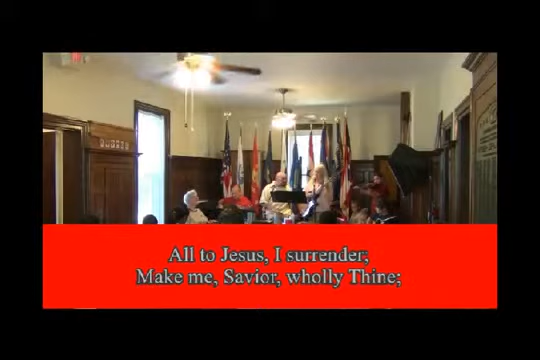 All to Jesus, I surrender;
Make me, Savior, wholly Thine;